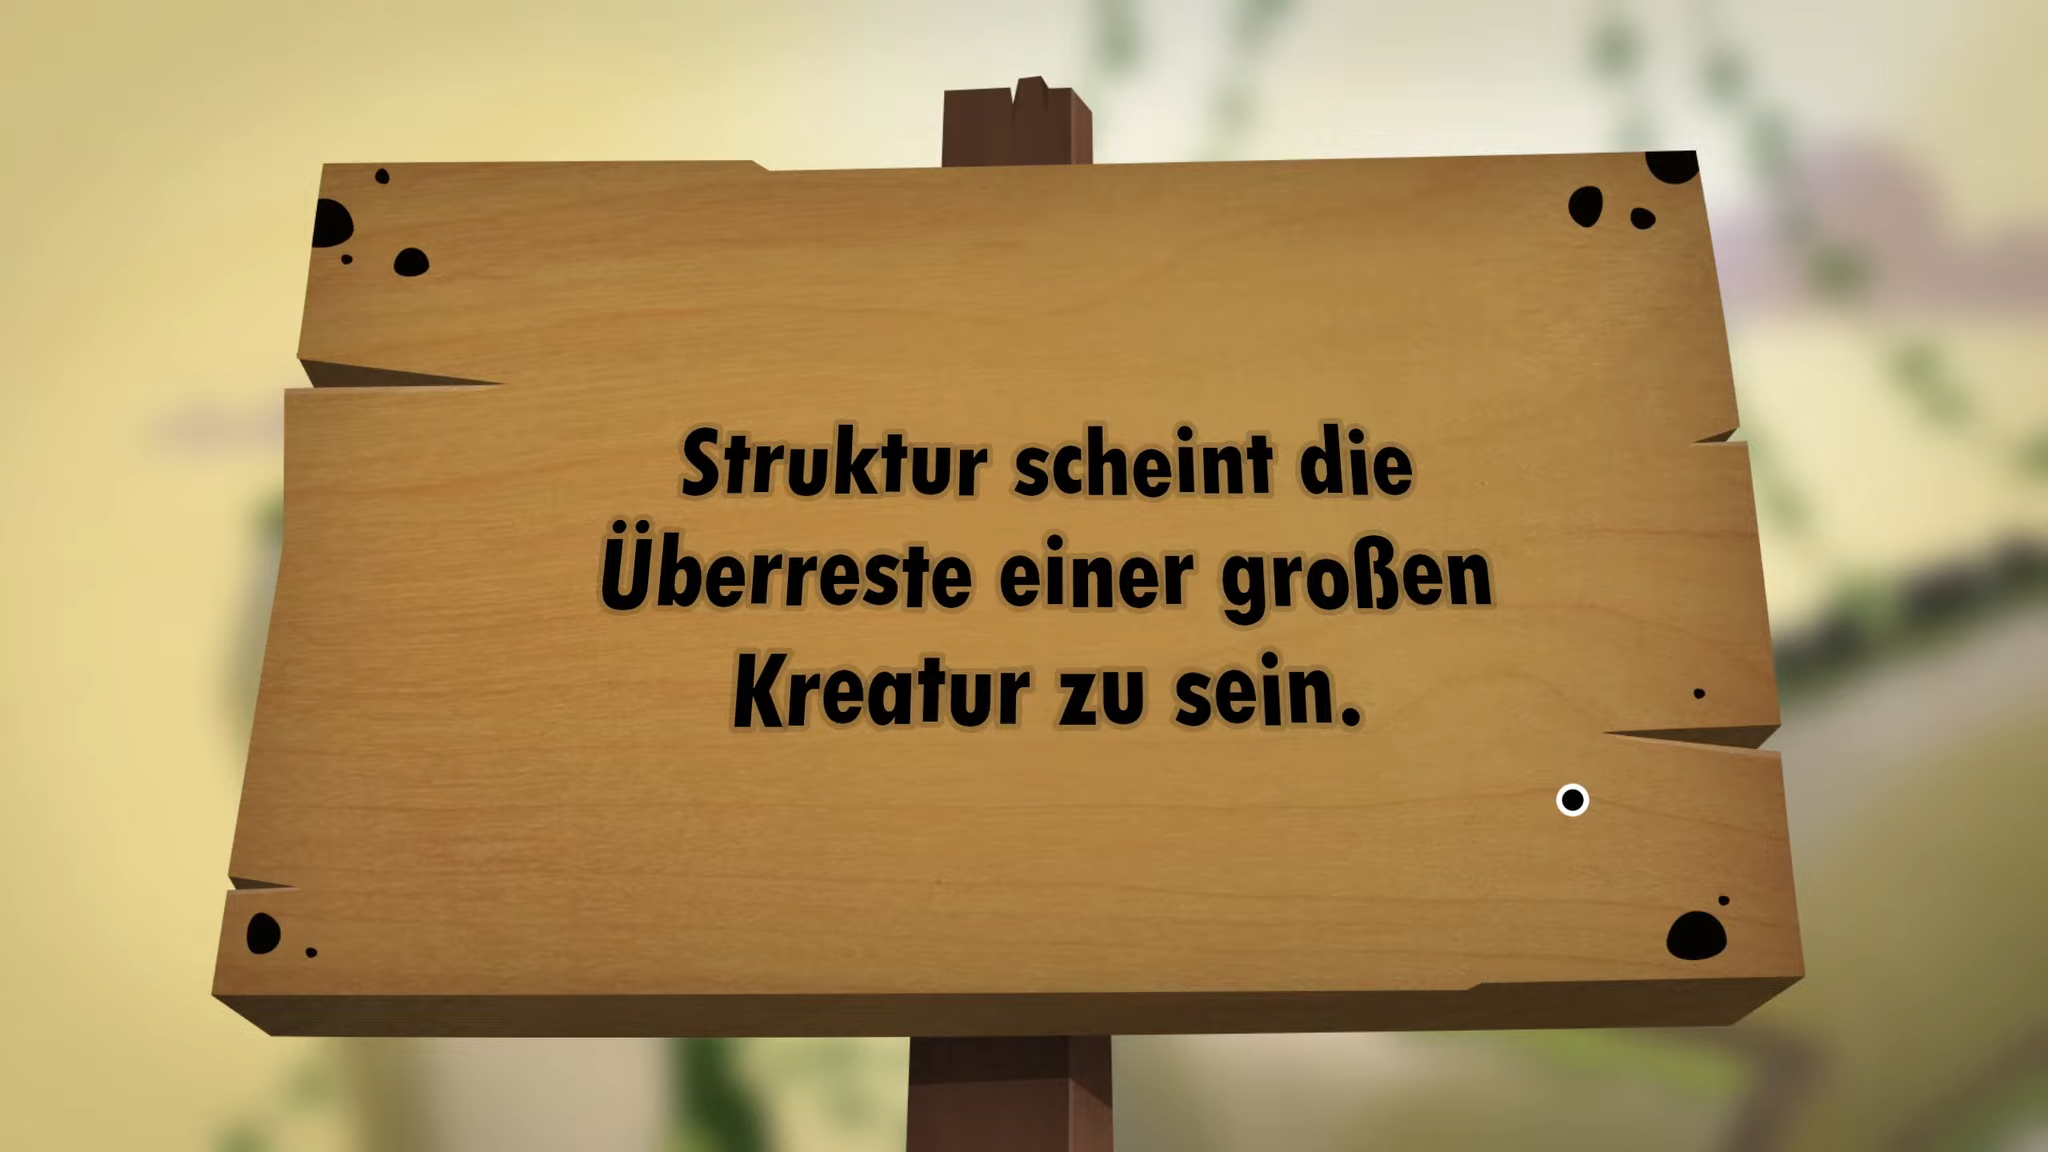 Struktur scheint die
Überreste einer großen
Kreatur zu sein.